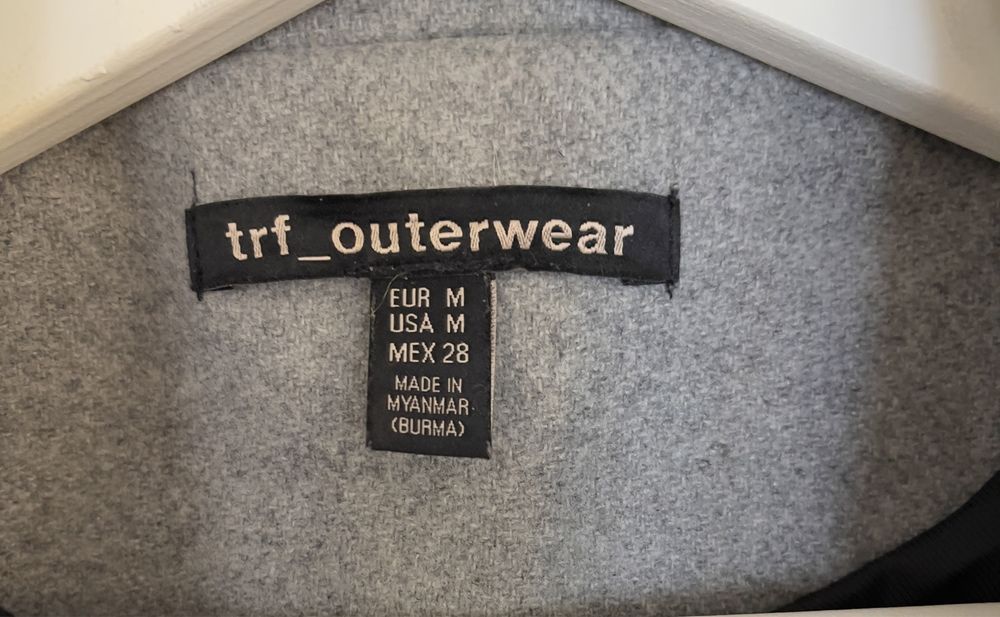 trf_outerwear
EUR M
USA M
MEX 28
MADE IN
MYANMAR
(BURMA)